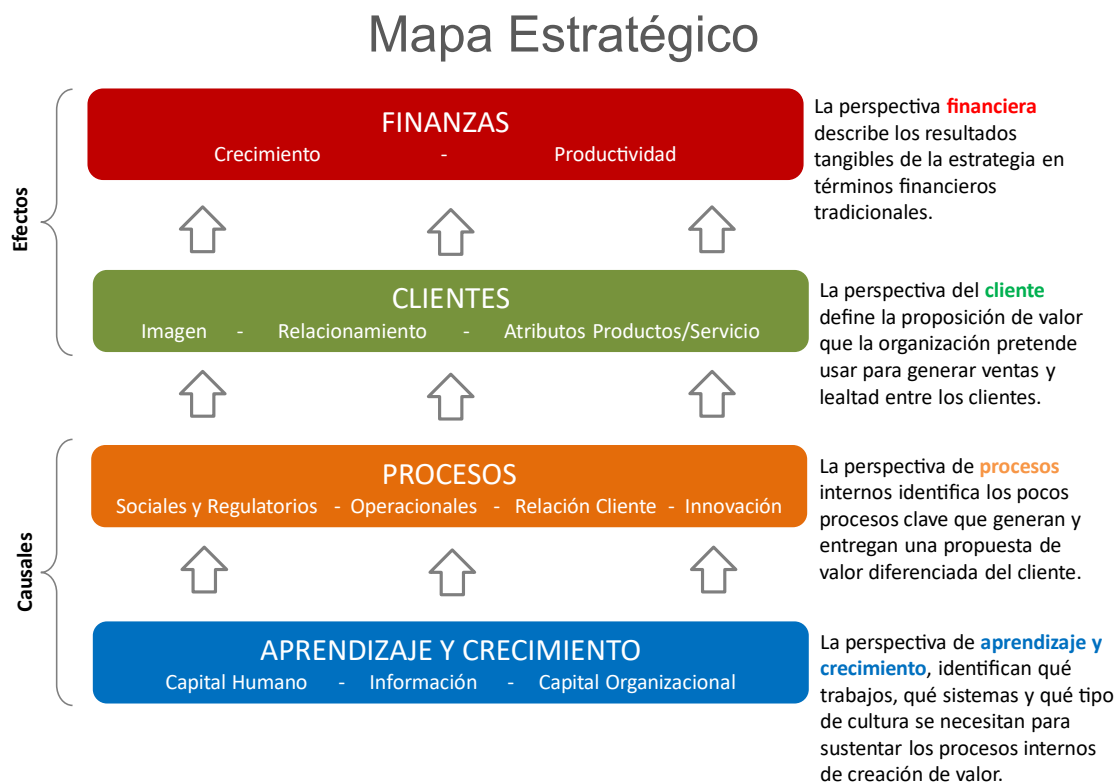 Mapa Estratégico
Efectos
FINANZAS
Crecimiento - Productividad
La perspectiva financiera
describe los resultados
tangibles de la estrategia en
términos financieros
tradicionales.
CLIENTES
Imagen - Relacionamiento - Atributos Productos/Servicio
La perspectiva del cliente
define la proposición de valor
que la organización pretende
usar para generar ventas y
lealtad entre los clientes.
Causales
PROCESOS
Sociales y Regulatorios - Operacionales - Relación Cliente - Innovación
La perspectiva de procesos
internos identifica los pocos
procesos clave que generan y
entregan una propuesta de
valor diferenciada del cliente.
APRENDIZAJE Y CRECIMIENTO
Capital Humano - Información - Capital Organizacional
La perspectiva de aprendizaje y
crecimiento, identifican qué
trabajos, qué sistemas y qué tipo
de cultura se necesitan para
sustentar los procesos internos
de creación de valor.